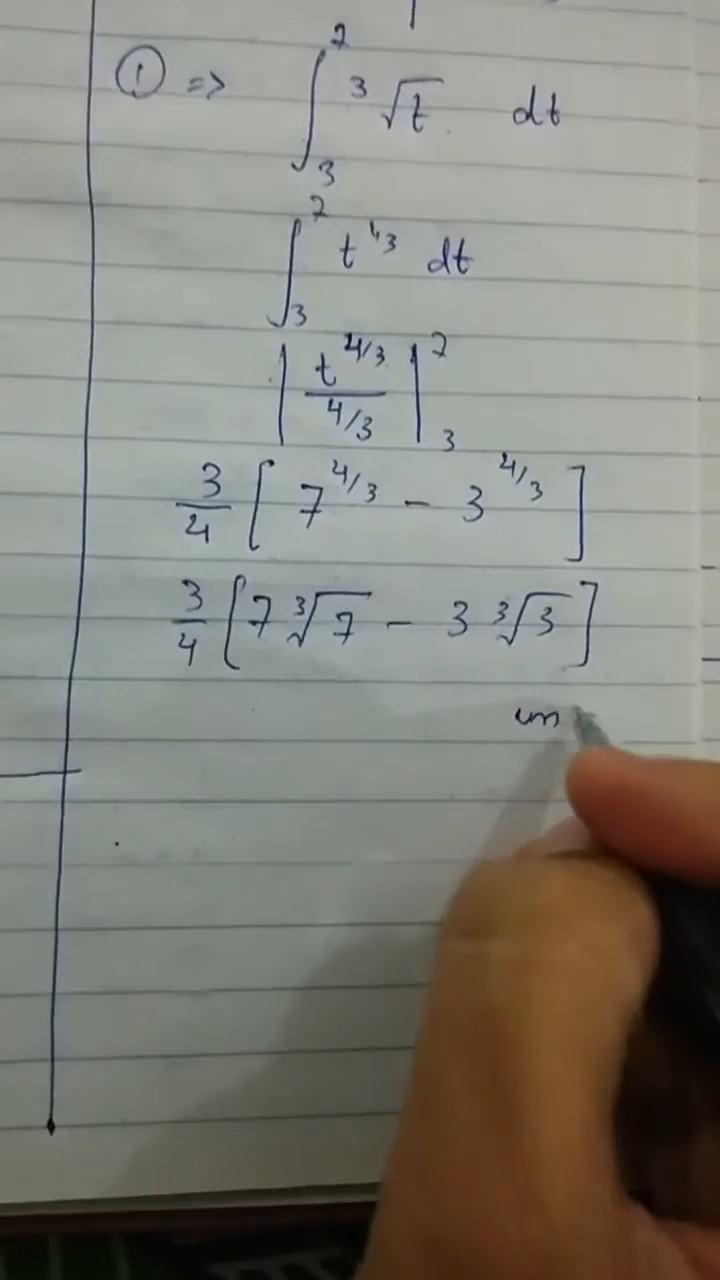 ① => ∫₃⁷ ³√t dt
∫₃⁷ t^1/3 dt
| t^4/3 / 4/3 |₃⁷
3/4 [ 7^4/3 - 3^4/3 ]
3/4 [ 7 ³√7 - 3 ³√3 ]